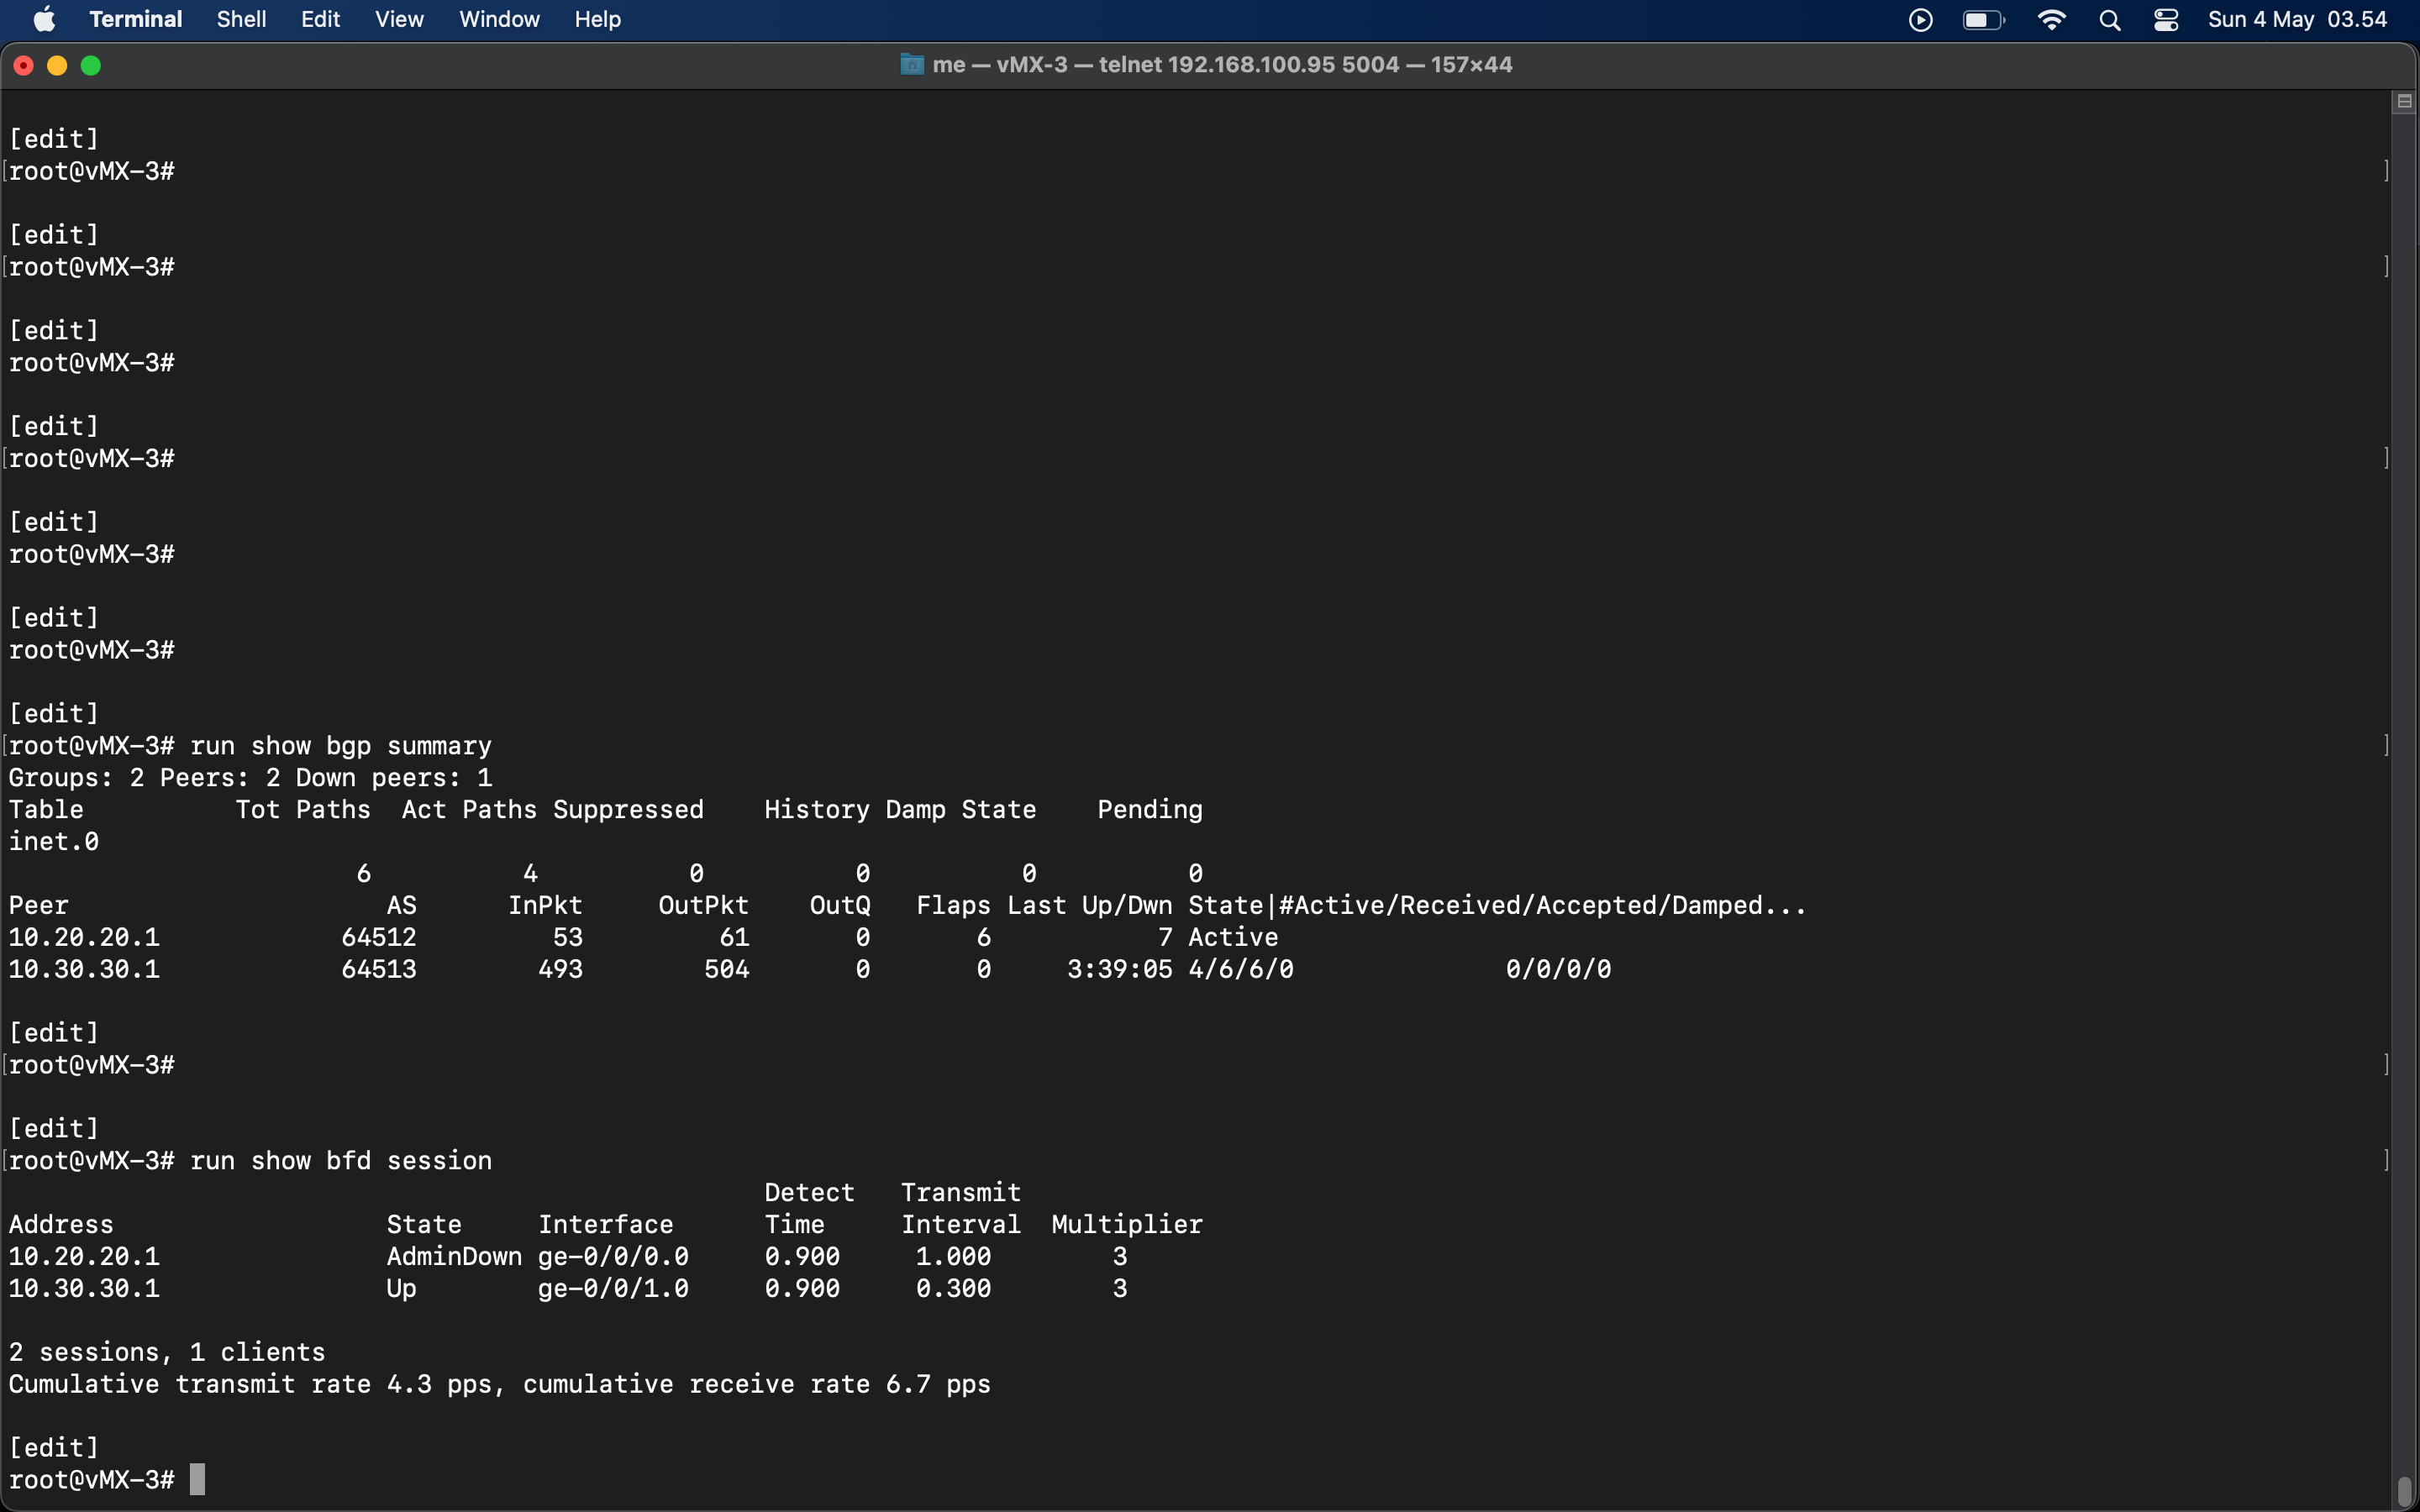 Terminal Shell Edit View Window Help Sun 4 May 03.54
me — vMX-3 — telnet 192.168.100.95 5004 — 157×44
[edit]
root@vMX-3#
[edit]
root@vMX-3#
[edit]
root@vMX-3#
[edit]
root@vMX-3#
[edit]
root@vMX-3#
[edit]
root@vMX-3#
[edit]
root@vMX-3# run show bgp summary
Groups: 2 Peers: 2 Down peers: 1
Table          Tot Paths  Act Paths Suppressed    History Damp State    Pending
inet.0
                       6          4          0          0          0          0
Peer                     AS      InPkt     OutPkt    OutQ   Flaps Last Up/Dwn State|#Active/Received/Accepted/Damped...
10.20.20.1            64512         53         61       0       6           7 Active
10.30.30.1            64513        493        504       0       0     3:39:05 4/6/6/0              0/0/0/0
[edit]
root@vMX-3#
[edit]
root@vMX-3# run show bfd session
                                                  Detect   Transmit
Address                  State     Interface      Time     Interval  Multiplier
10.20.20.1               AdminDown ge-0/0/0.0     0.900     1.000        3
10.30.30.1               Up        ge-0/0/1.0     0.900     0.300        3
2 sessions, 1 clients
Cumulative transmit rate 4.3 pps, cumulative receive rate 6.7 pps
[edit]
root@vMX-3#